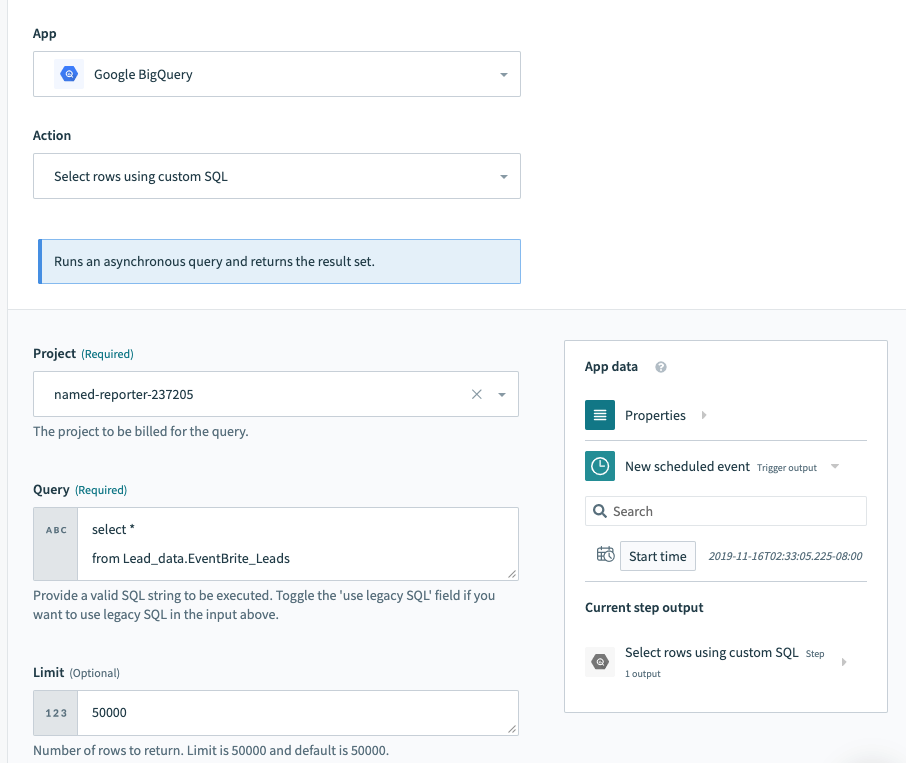 App
Google BigQuery
Action
Select rows using custom SQL
Runs an asynchronous query and returns the result set.
Project (Required)
named-reporter-237205
The project to be billed for the query.
Query (Required)
ABC
select *
from Lead_data.EventBrite_Leads
Provide a valid SQL string to be executed. Toggle the 'use legacy SQL' field if you
want to use legacy SQL in the input above.
Limit (Optional)
123
50000
Number of rows to return. Limit is 50000 and default is 50000.
App data ?
Properties
New scheduled event Trigger output
Search
Start time 2019-11-16T02:33:05.225-08:00
Current step output
Select rows using custom SQL Step
1 output